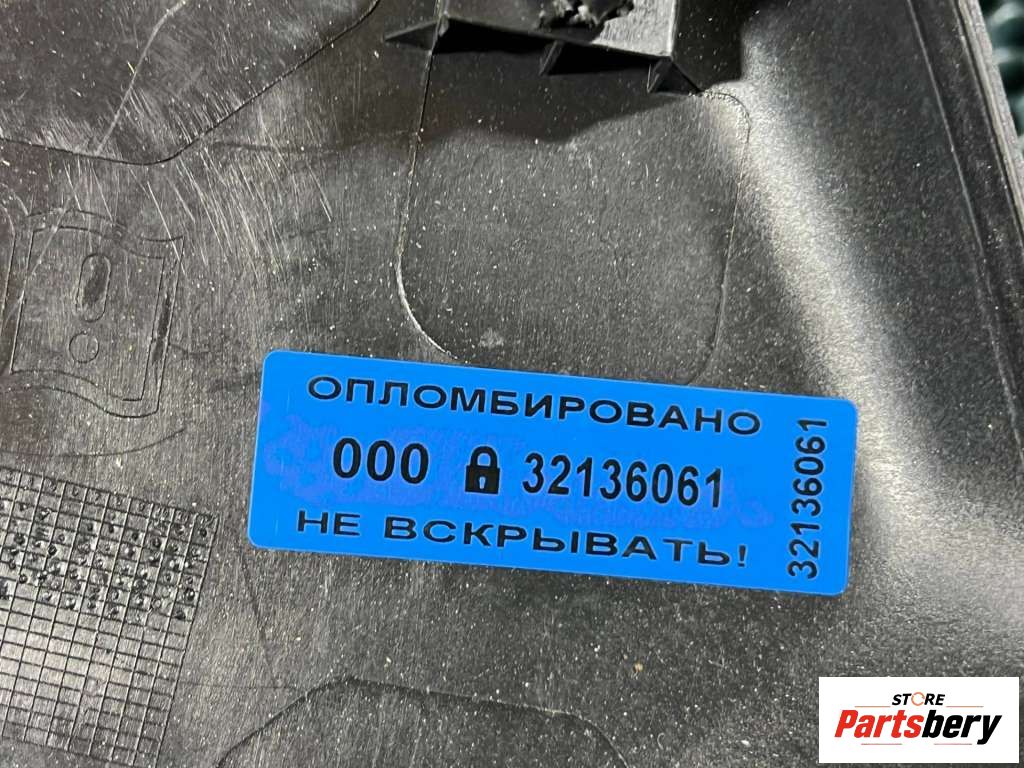 ОПЛОМБИРОВАНО
000 32136061
НЕ ВСКРЫВАТЬ!
32136061
STORE
Partsbery